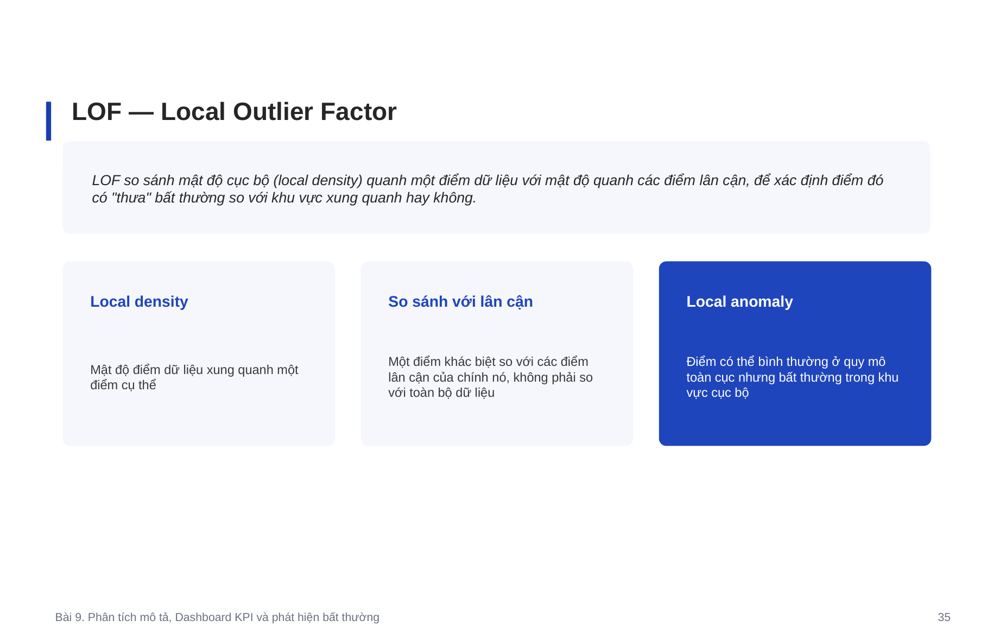 LOF — Local Outlier Factor
LOF so sánh mật độ cục bộ (local density) quanh một điểm dữ liệu với mật độ quanh các điểm lân cận, để xác định điểm đó
có "thưa" bất thường so với khu vực xung quanh hay không.
Local density
Mật độ điểm dữ liệu xung quanh một
điểm cụ thể
So sánh với lân cận
Một điểm khác biệt so với các điểm
lân cận của chính nó, không phải so
với toàn bộ dữ liệu
Local anomaly
Điểm có thể bình thường ở quy mô
toàn cục nhưng bất thường trong khu
vực cục bộ
Bài 9. Phân tích mô tả, Dashboard KPI và phát hiện bất thường
35